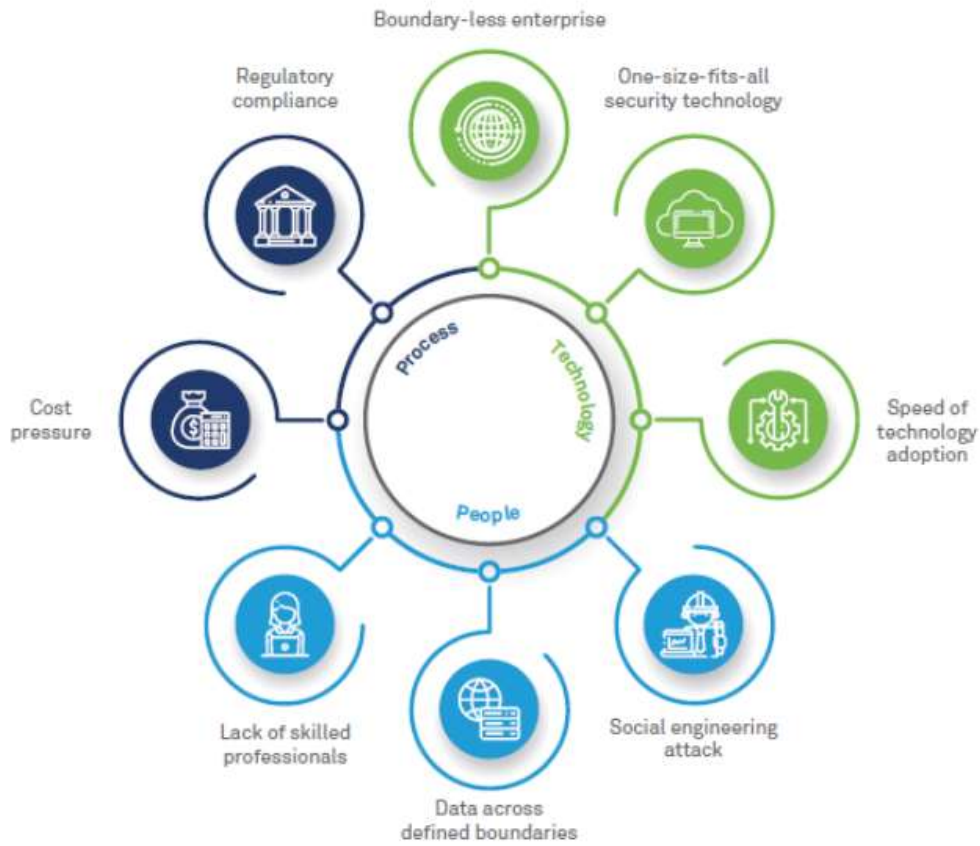 Boundary-less enterprise
Regulatory
compliance
One-size-fits-all
security technology
Process
Technology
Cost
pressure
Speed of
technology
adoption
People
Lack of skilled
professionals
Social engineering
attack
Data across
defined boundaries